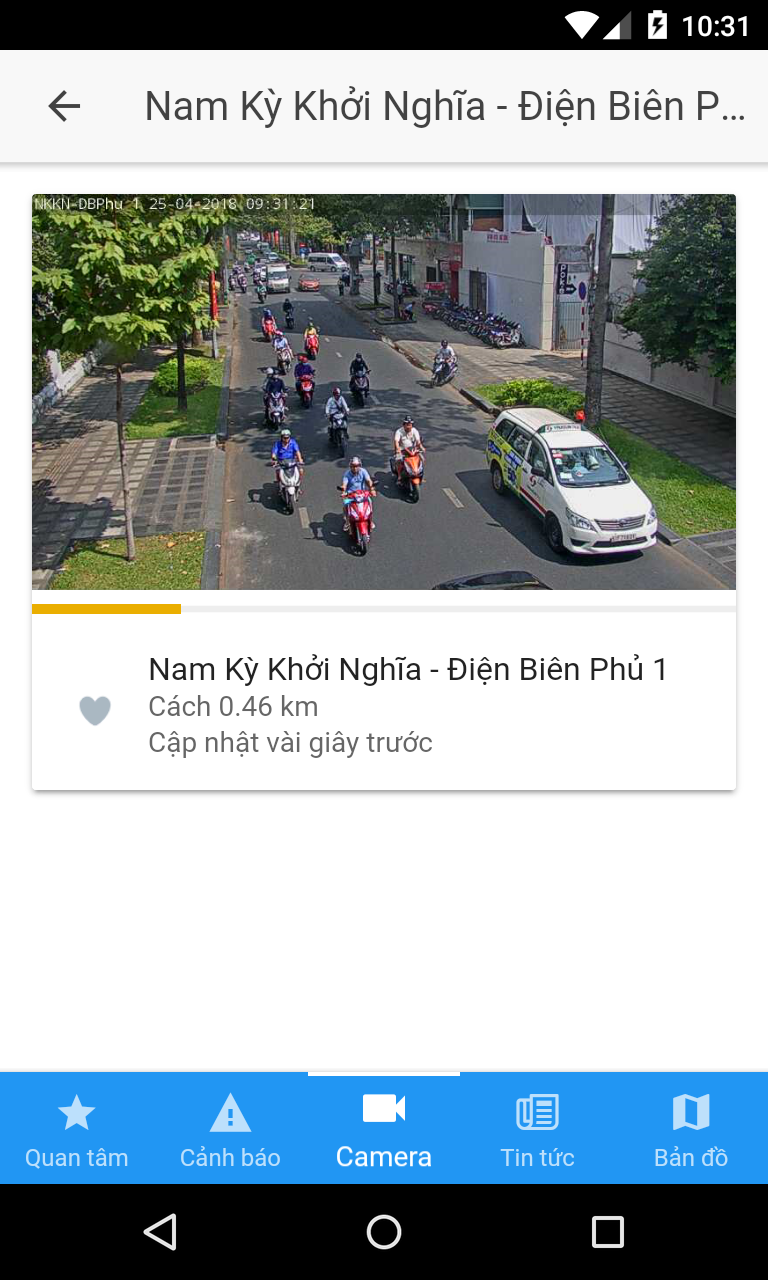 10:31
Nam Kỳ Khởi Nghĩa - Điện Biên P...
NKKN-DBPhu 1 25-04-2018 09:31:21
Nam Kỳ Khởi Nghĩa - Điện Biên Phủ 1
Cách 0.46 km
Cập nhật vài giây trước
Quan tâm
Cảnh báo
Camera
Tin tức
Bản đồ